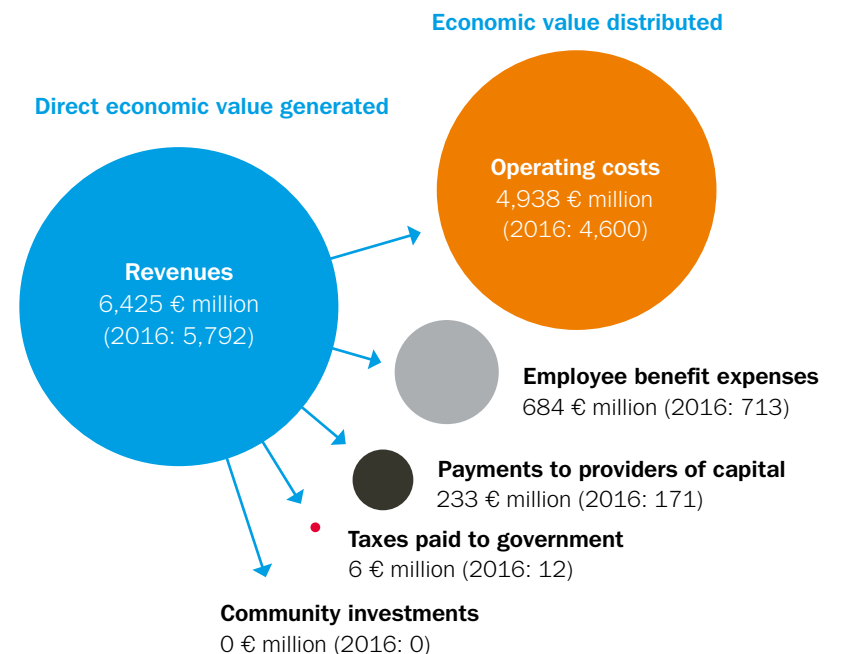 Economic value distributed
Direct economic value generated
Operating costs
4,938 € million
(2016: 4,600)
Revenues
6,425 € million
(2016: 5,792)
Employee benefit expenses
684 € million (2016: 713)
Payments to providers of capital
233 € million (2016: 171)
Taxes paid to government
6 € million (2016: 12)
Community investments
0 € million (2016: 0)